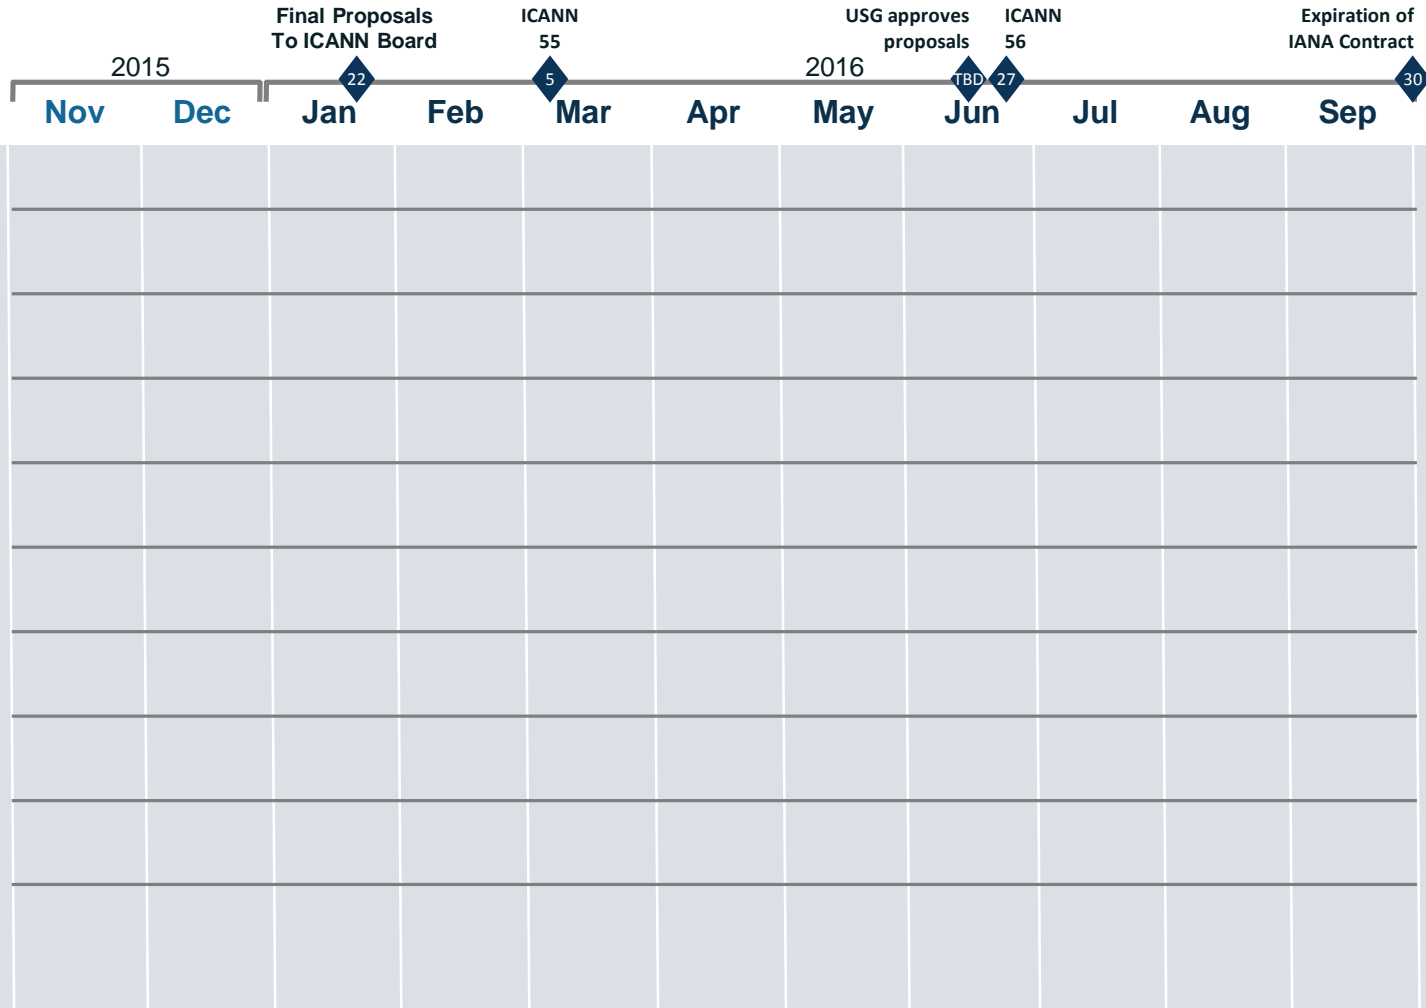 Final Proposals
To ICANN Board
ICANN
55
USG approves
proposals
ICANN
56
Expiration of
IANA Contract
2015
2016
22
5
TBD
27
30
Nov Dec Jan Feb Mar Apr May Jun Jul Aug Sep